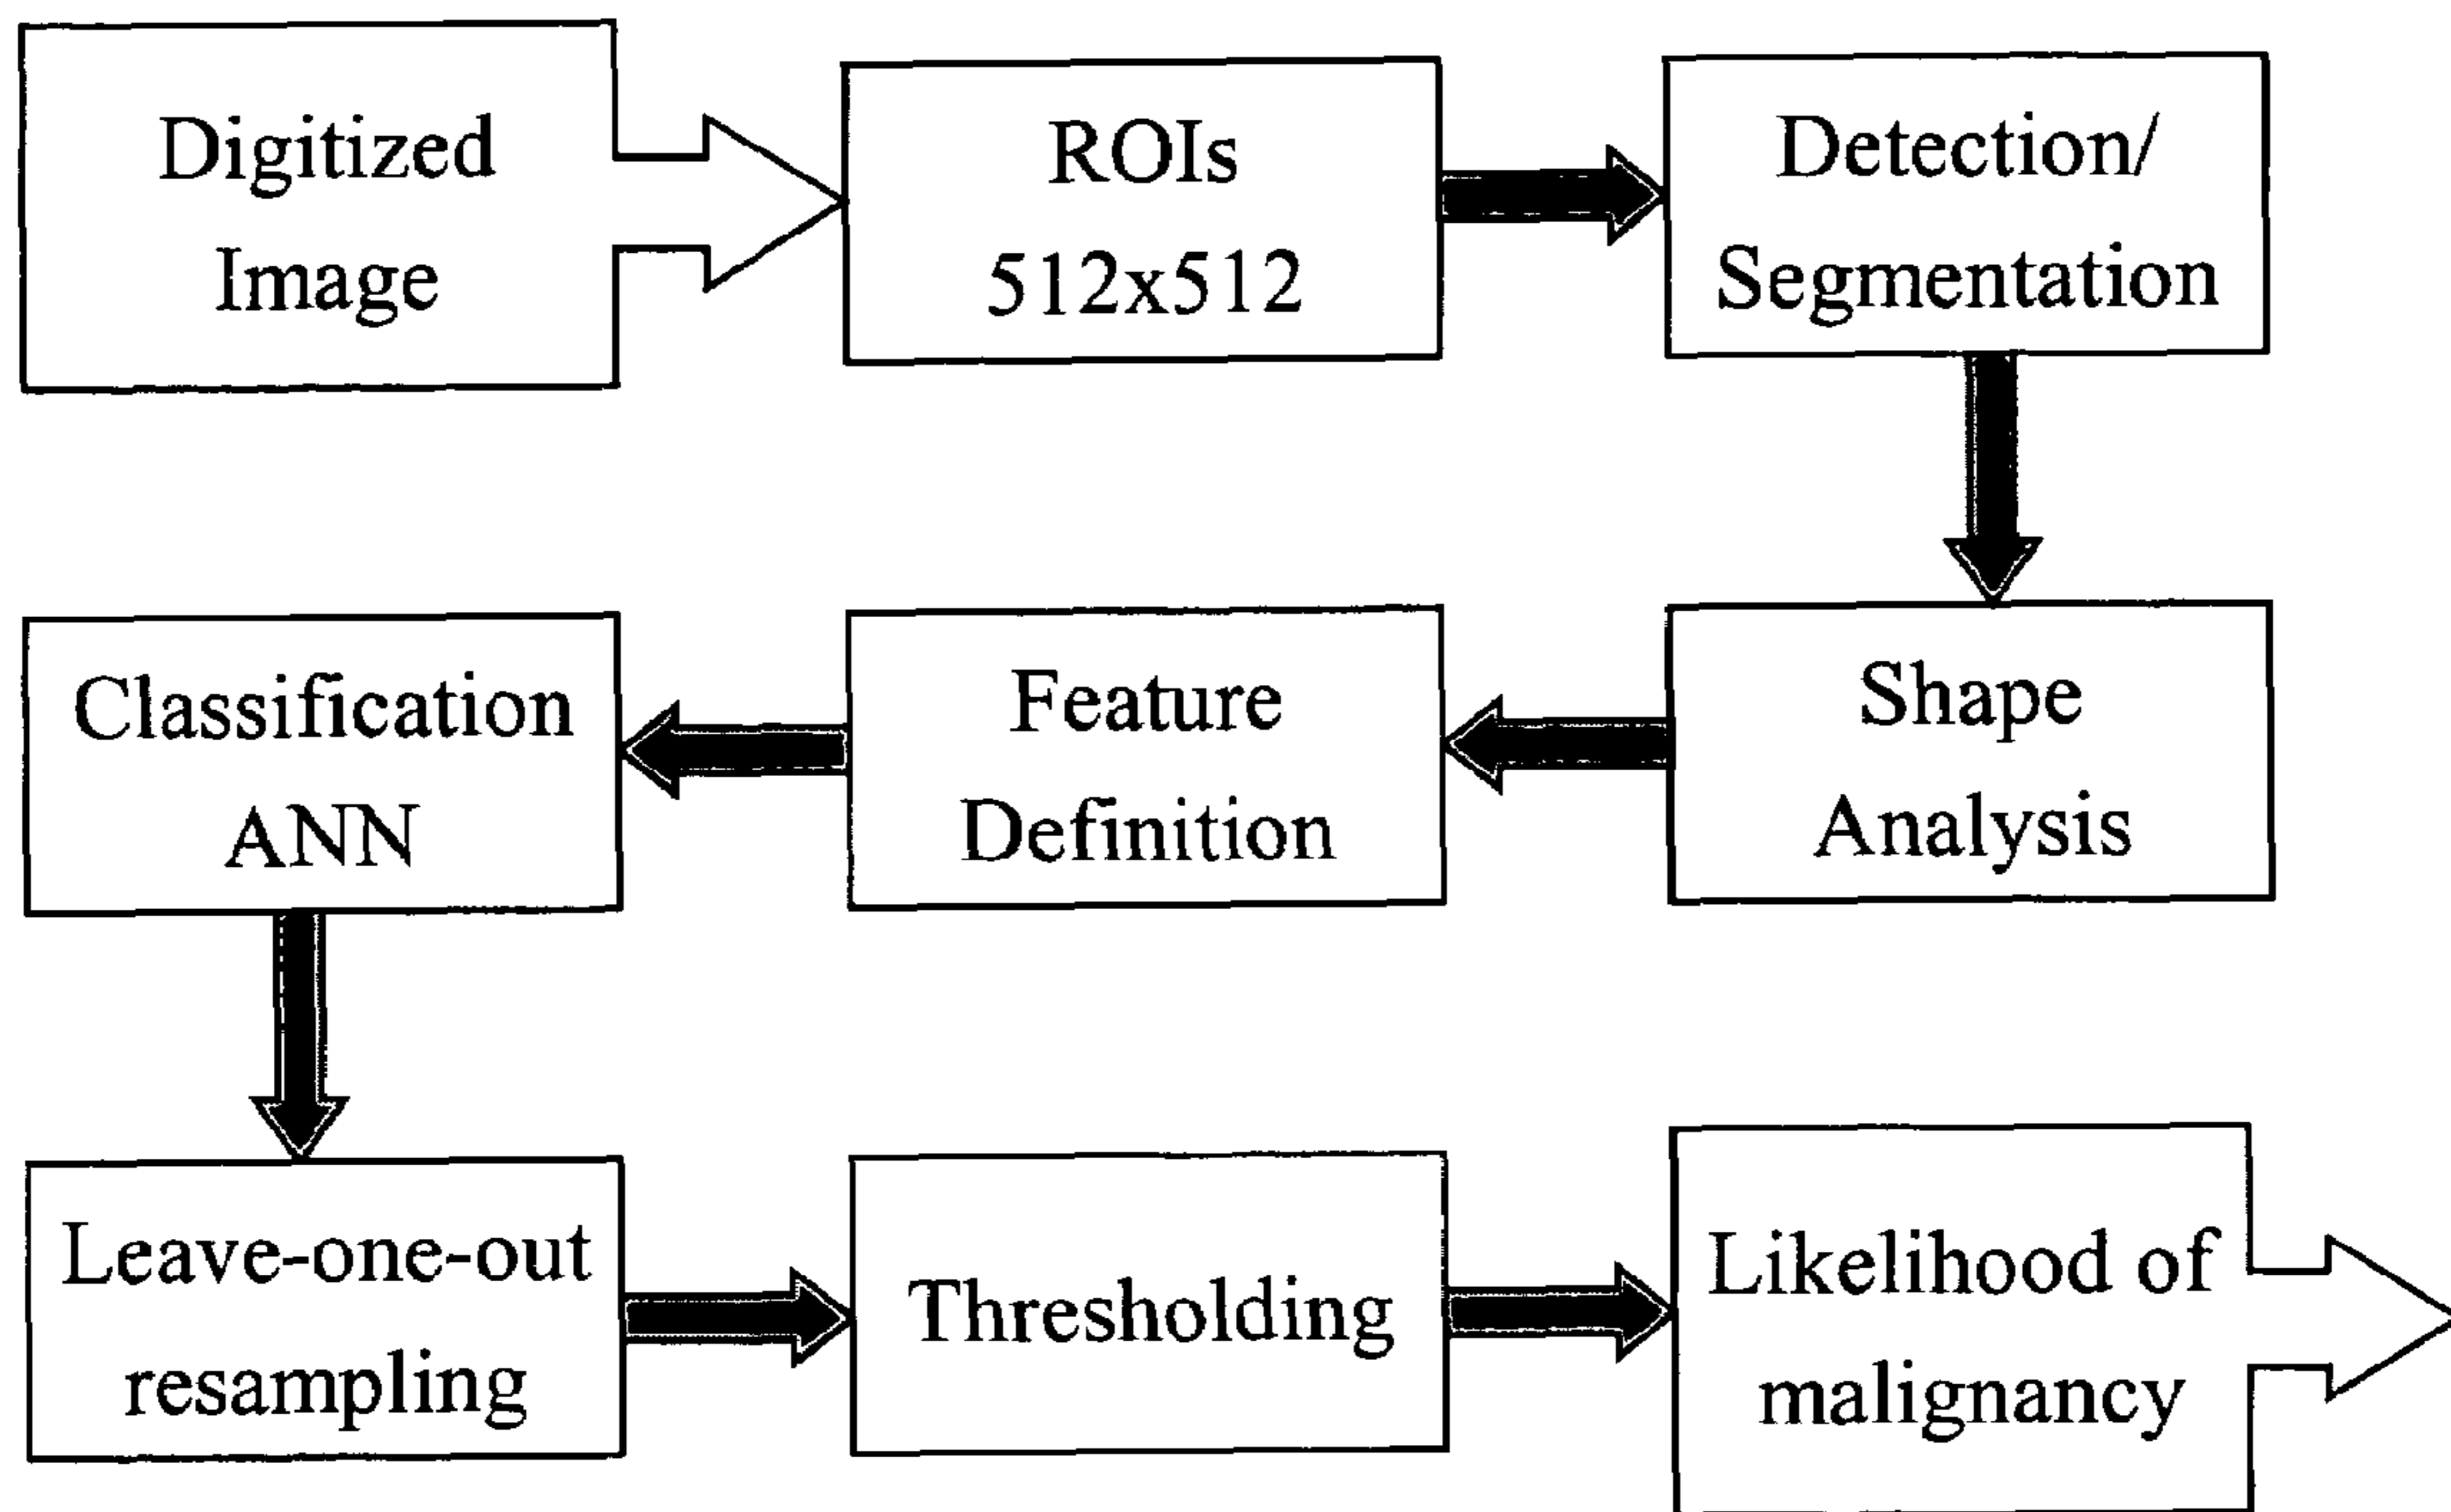 Digitized
Image
ROIs
512x512
Detection/
Segmentation
Shape
Analysis
Feature
Definition
Classification
ANN
Leave-one-out
resampling
Thresholding
Likelihood of
malignancy